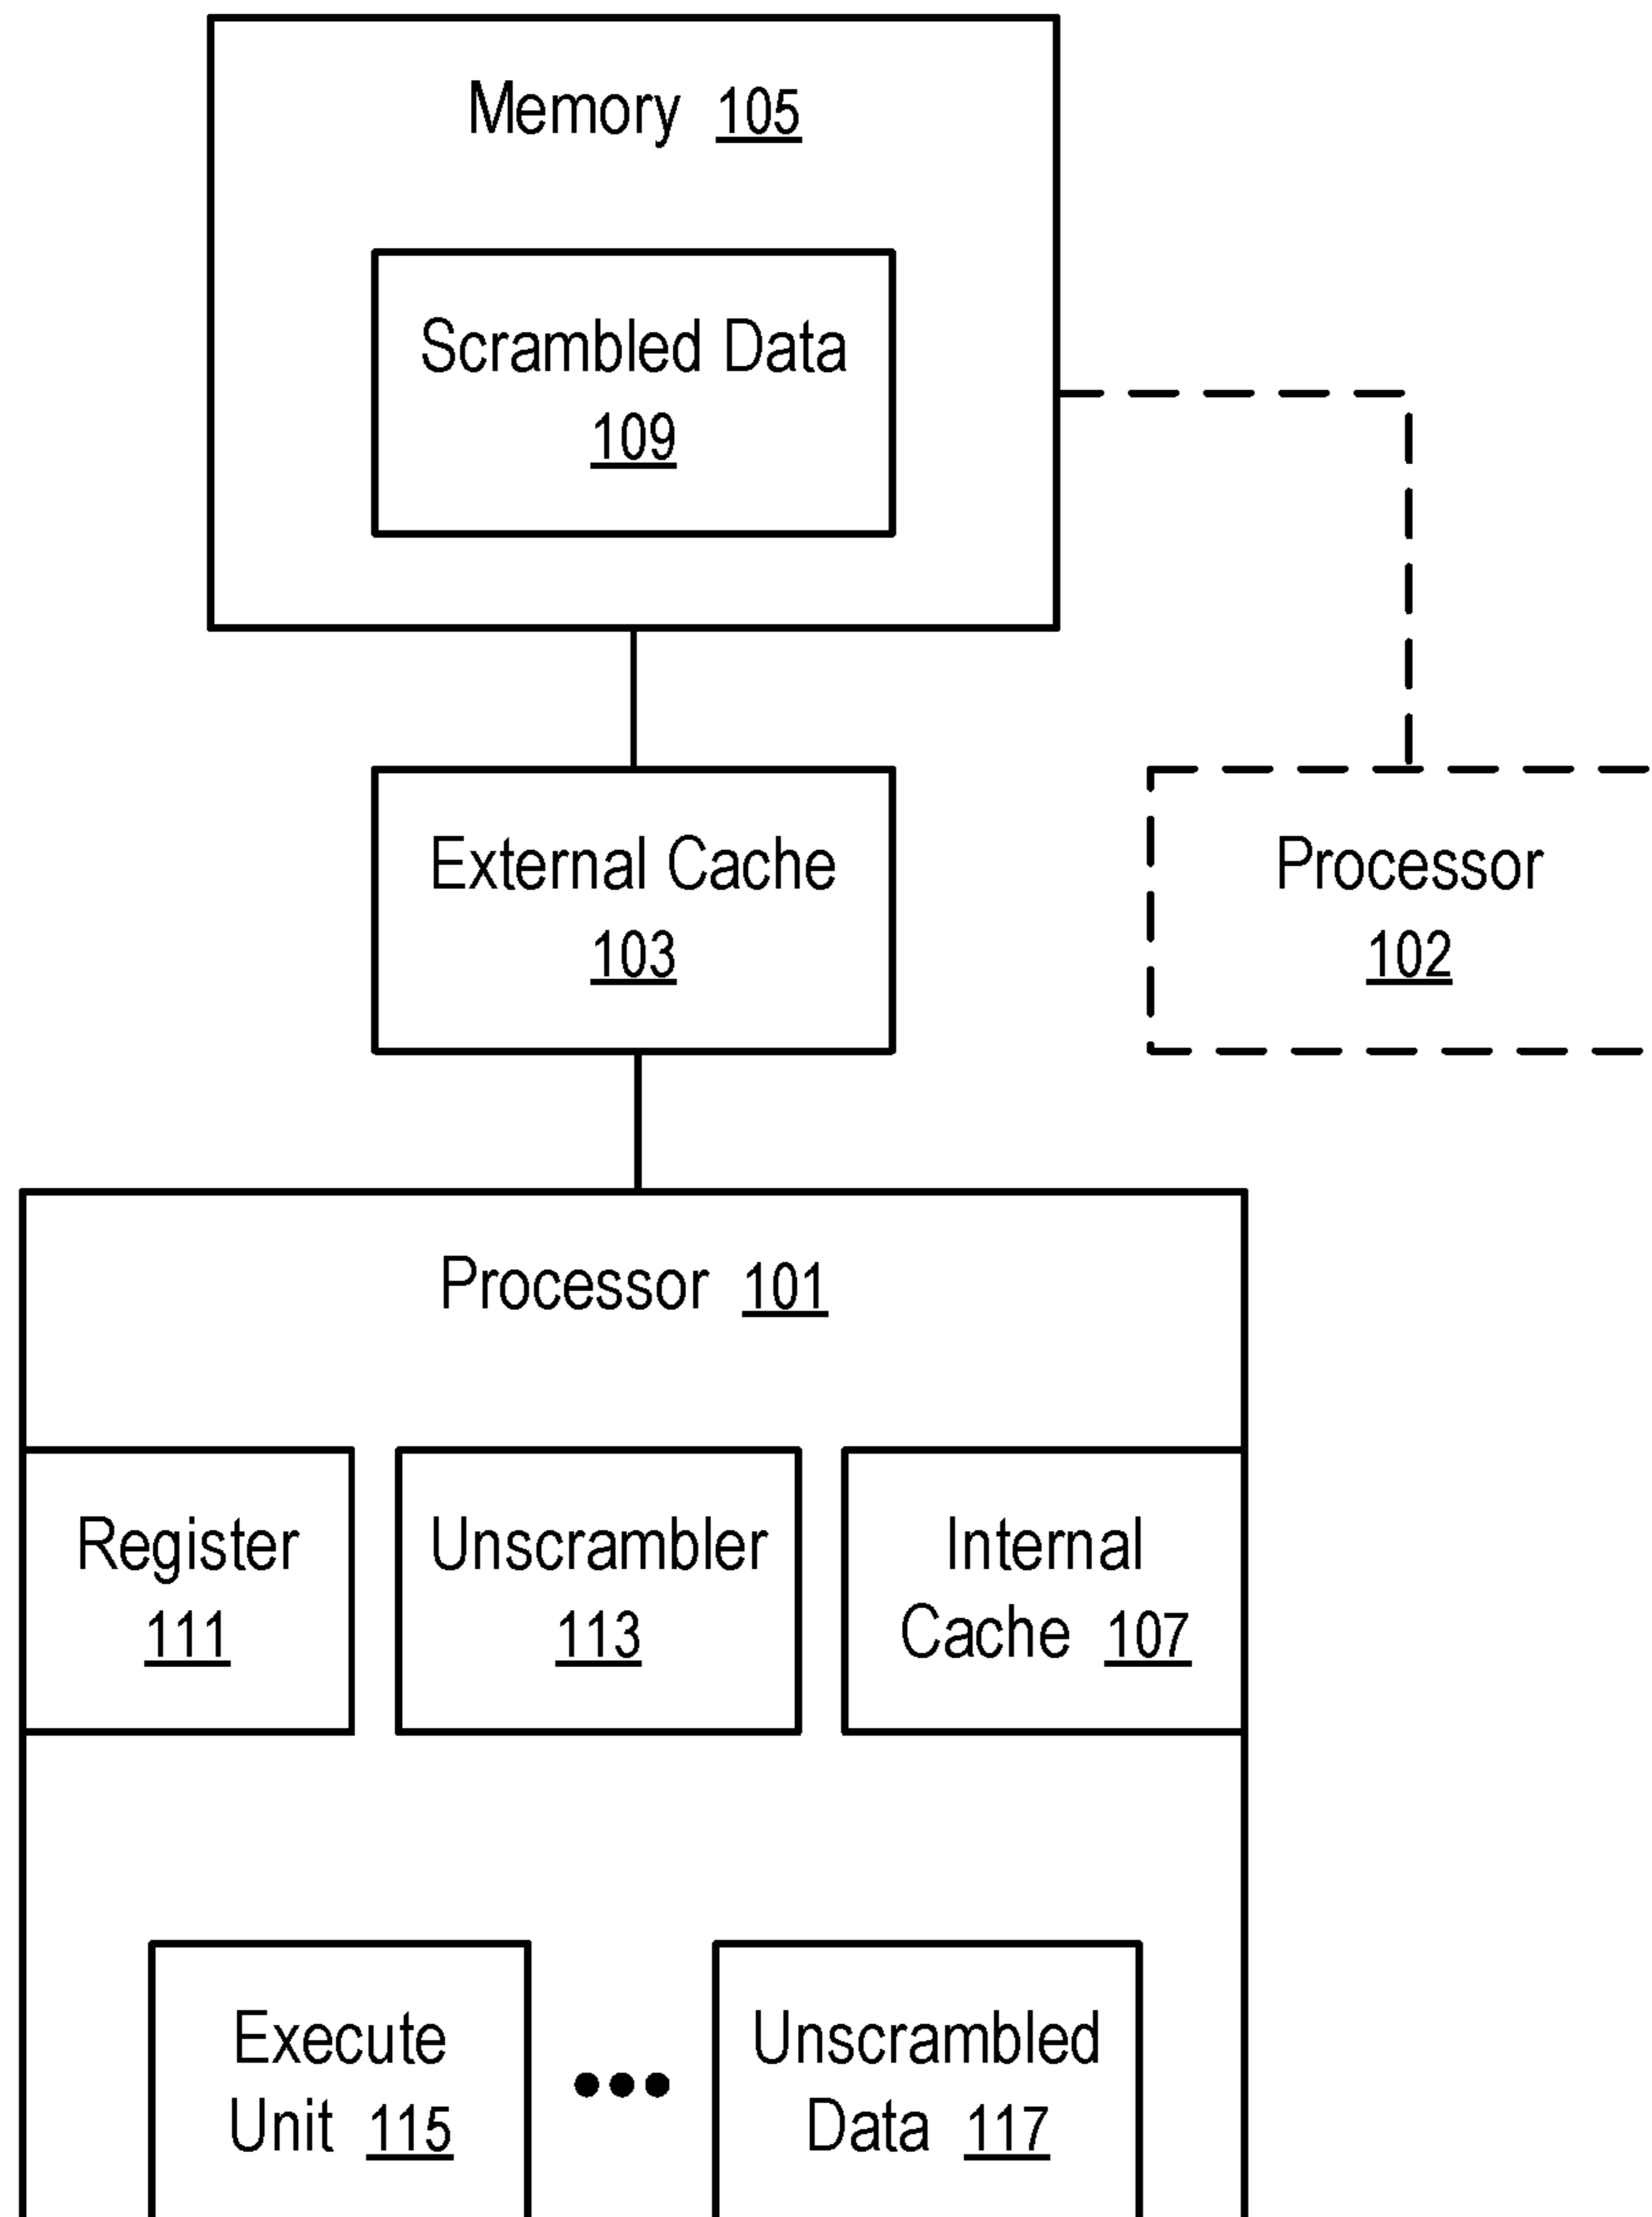 Memory 105
Scrambled Data
109
External Cache
103
Processor
102
Processor 101
Register
111
Unscrambler
113
Internal
Cache 107
Execute
Unit 115
Unscrambled
Data 117